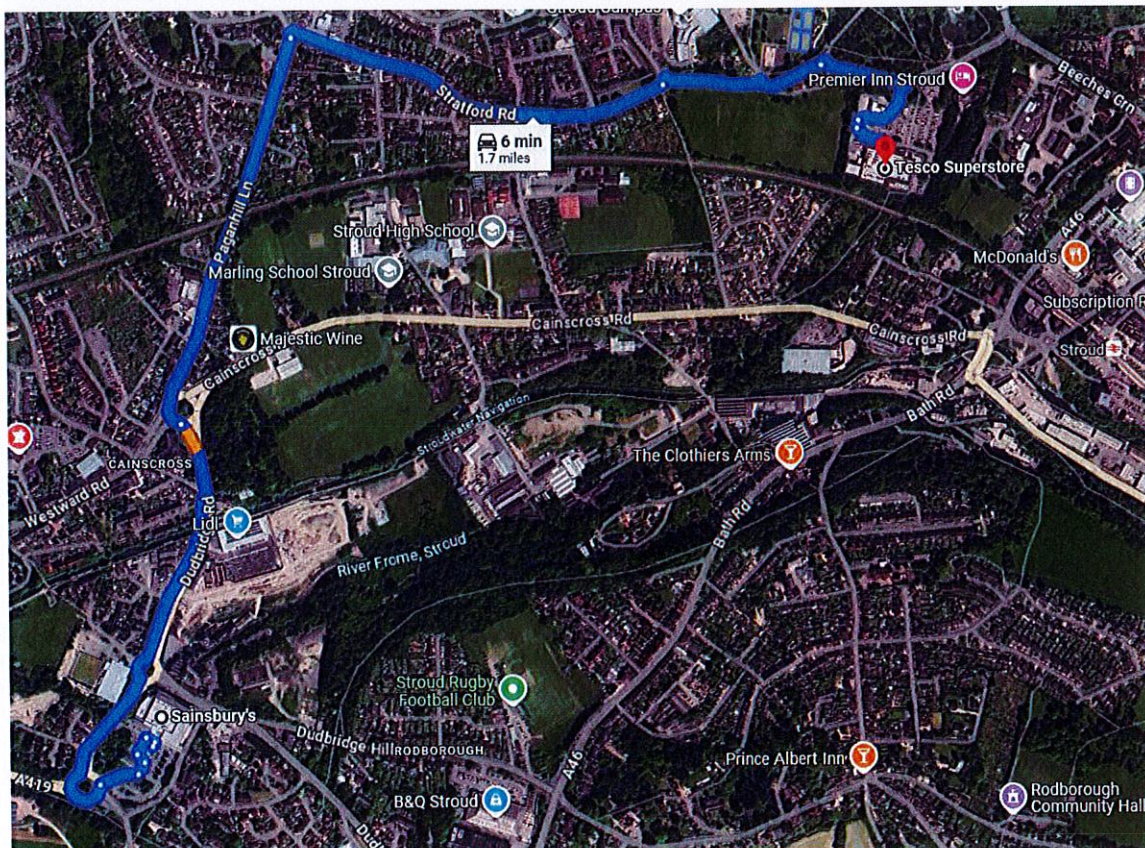 Stroud Campus
Premier Inn Stroud
Beeches Grn
Stratford Rd
6 min
1.7 miles
Tesco Superstore
Paganhill Ln
A46
Stroud High School
McDonald's
Marling School Stroud
Subscription
Cainscross Rd
Majestic Wine
Cainscross
Cainscross Rd
Stroud
Stroudwater Navigation
Bath Rd
The Clothiers Arms
CAINSCROSS
Westward Rd
Dudbridge Rd
Lidl
Bath Rd
River Frome, Stroud
Stroud Rugby
Football Club
Sainsbury's
Dudbridge Hill
RODBOROUGH
A46
Prince Albert Inn
A419
B&Q Stroud
Rodborough
Community Hall